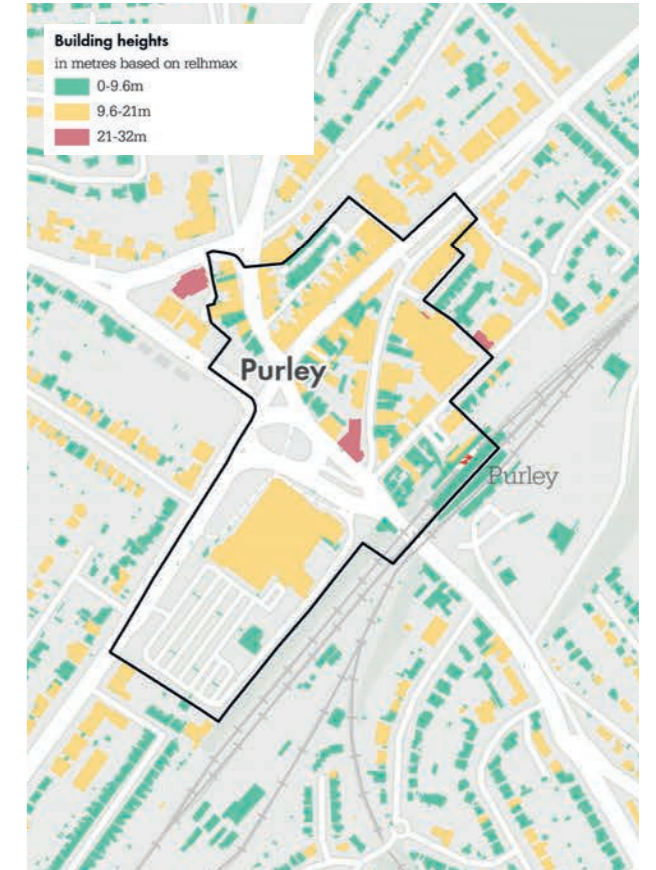 Building heights
in metres based on relhmax
0-9.6m
9.6-21m
21-32m
Purley
Purley